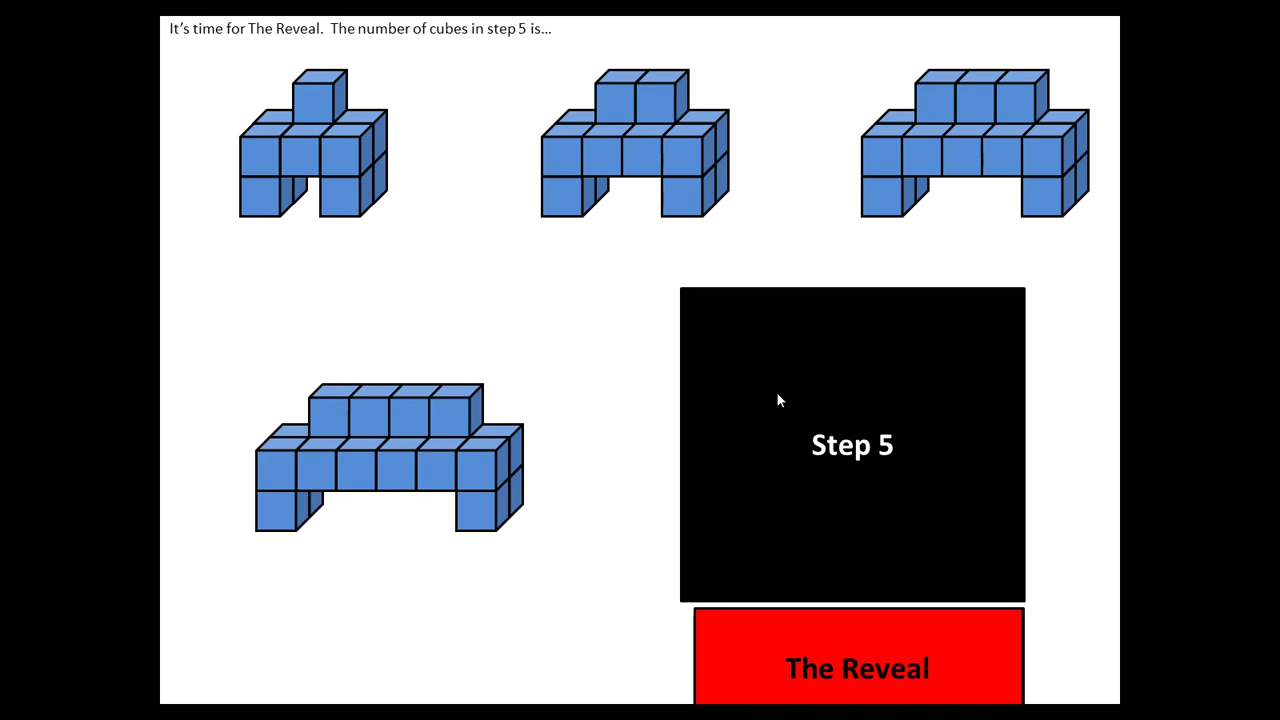 It’s time for The Reveal.  The number of cubes in step 5 is…
Step 5
The Reveal